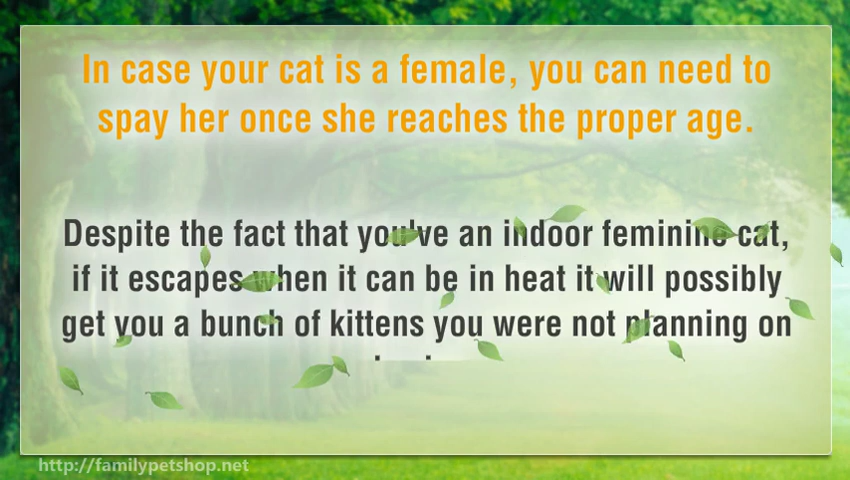 In case your cat is a female, you can need to
spay her once she reaches the proper age.
Despite the fact that you've an indoor feminine cat,
if it escapes when it can be in heat it will possibly
get you a bunch of kittens you were not planning on
http://familypetshop.net